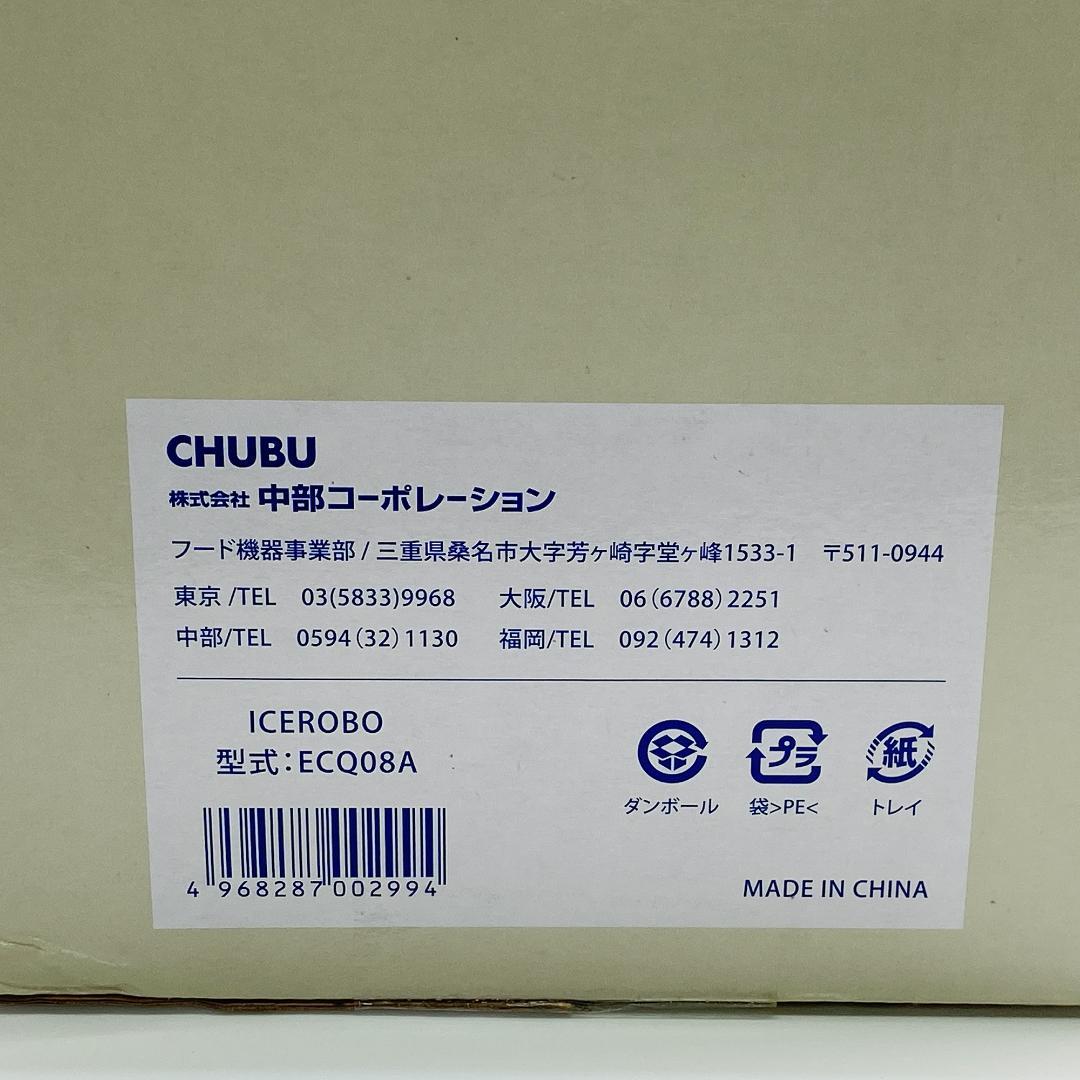 CHUBU
株式会社 中部コーポレーション
フード機器事業部 / 三重県桑名市大字芳ヶ崎字堂ヶ峰1533-1 〒511-0944
東京 /TEL 03(5833)9968 大阪/TEL 06(6788)2251
中部/TEL 0594(32)1130 福岡/TEL 092(474)1312
ICEROBO
型式:ECQ08A
プラ 紙
ダンボール 袋>PE< トレイ
4 968287 002994
MADE IN CHINA